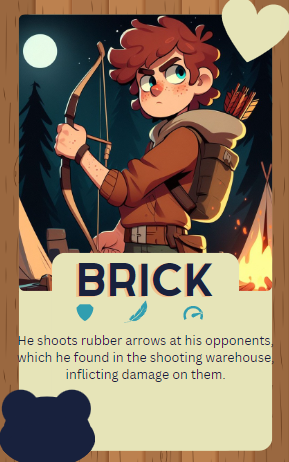 BRICK
He shoots rubber arrows at his opponents,
which he found in the shooting warehouse,
inflicting damage on them.